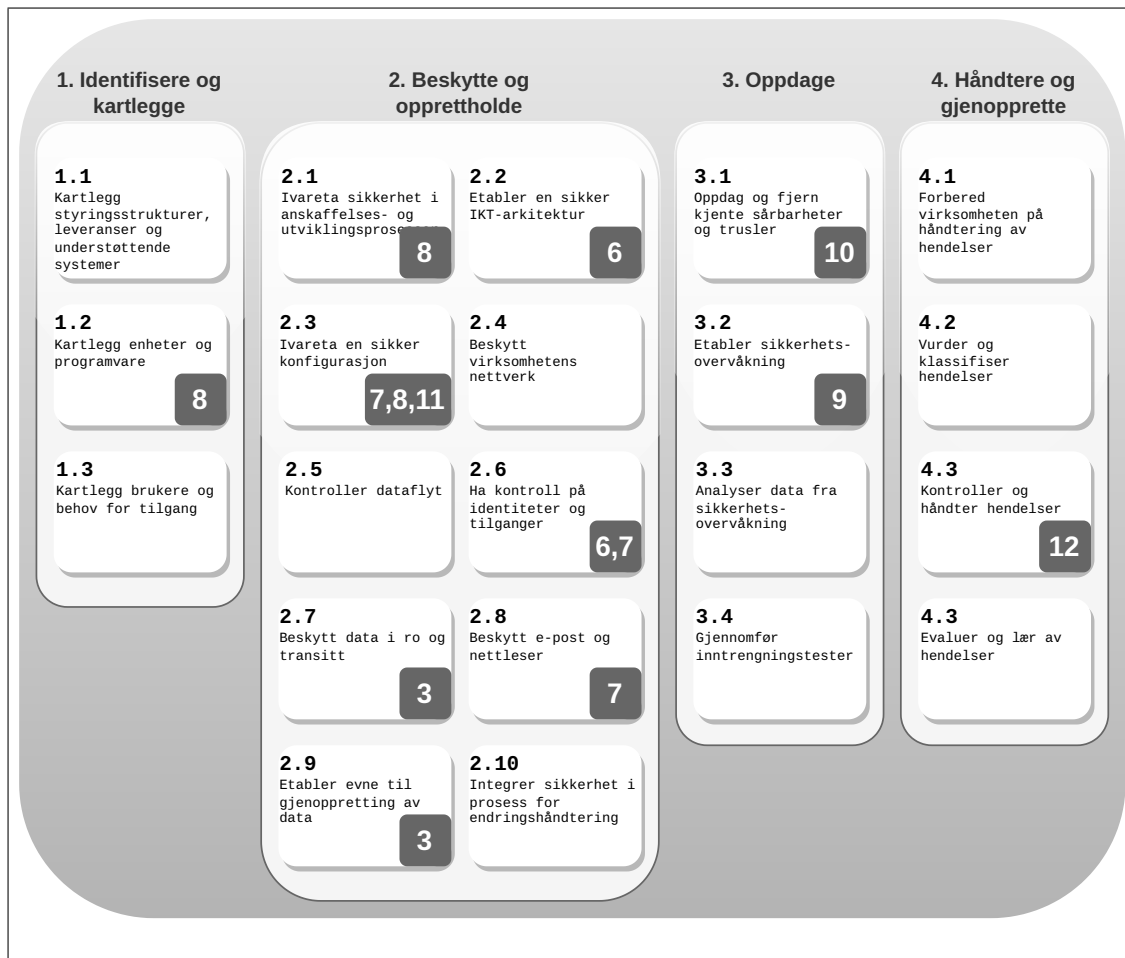 1. Identifisere og
kartlegge
1.1
Kartlegg
styringsstrukturer,
leveranser og
understøttende
systemer
1.2
Kartlegg enheter og
programvare
8
1.3
Kartlegg brukere og
behov for tilgang
2. Beskytte og
opprettholde
2.1
Ivareta sikkerhet i
anskaffelses- og
8
2.2
Etabler en sikker
IKT-arkitektur
6
2.3
Ivareta en sikker
konfigurasjon
7,8,11
2.4
Beskytt
virksomhetens
nettverk
2.5
Kontroller dataflyt
2.6
Ha kontroll på
identiteter og
tilganger
6,7
2.7
Beskytt data i ro og
transitt
3
2.8
Beskytt e-post og
nettleser
7
2.9
Etabler evne til
gjenoppretting av
data
3
2.10
Integrer sikkerhet i
prosess for
endringshåndtering
3. Oppdage
3.1
Oppdag og fjern
kjente sårbarheter
og trusler
10
3.2
Etabler sikkerhets-
overvåkning
9
3.3
Analyser data fra
sikkerhets-
overvåkning
3.4
Gjennomfør
inntrengningstester
4. Håndtere og
gjenopprette
4.1
Forbered
virksomheten på
håndtering av
hendelser
4.2
Vurder og
klassifiser
hendelser
4.3
Kontroller og
håndter hendelser
12
4.3
Evaluer og lær av
hendelser